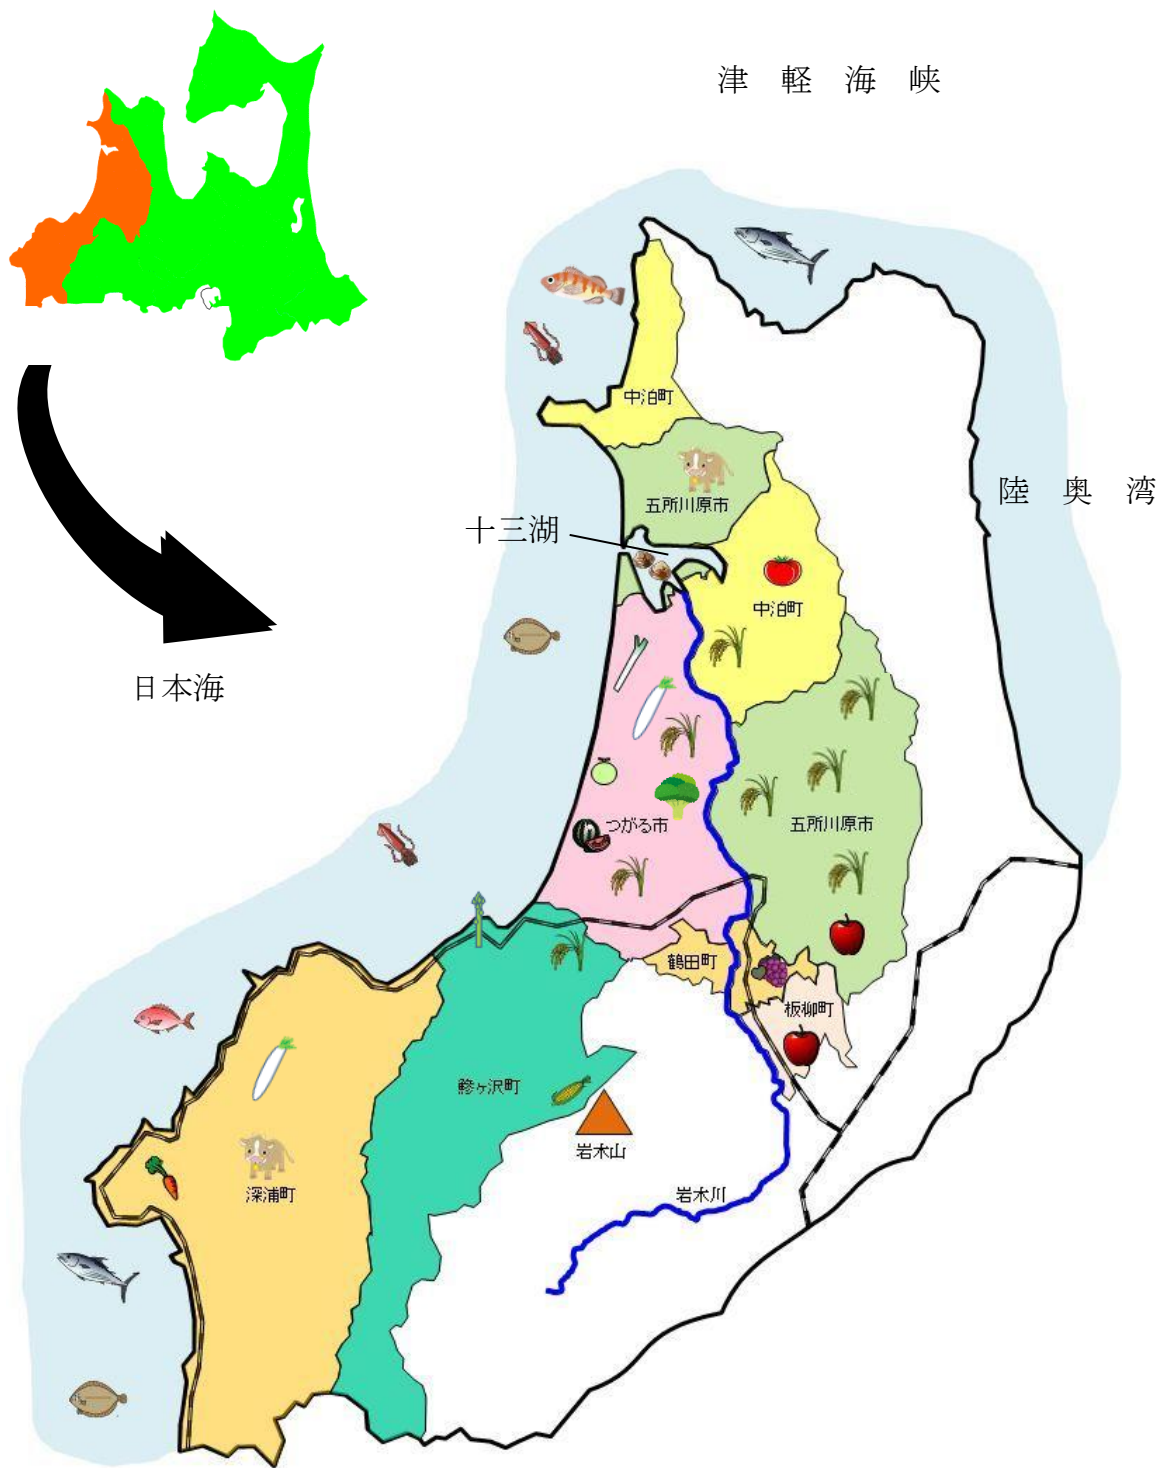 津軽海峡
中泊町
陸奥湾
五所川原市
十三湖
中泊町
日本海
つがる市
五所川原市
鶴田町
板柳町
鰺ヶ沢町
岩木山
深浦町
岩木川